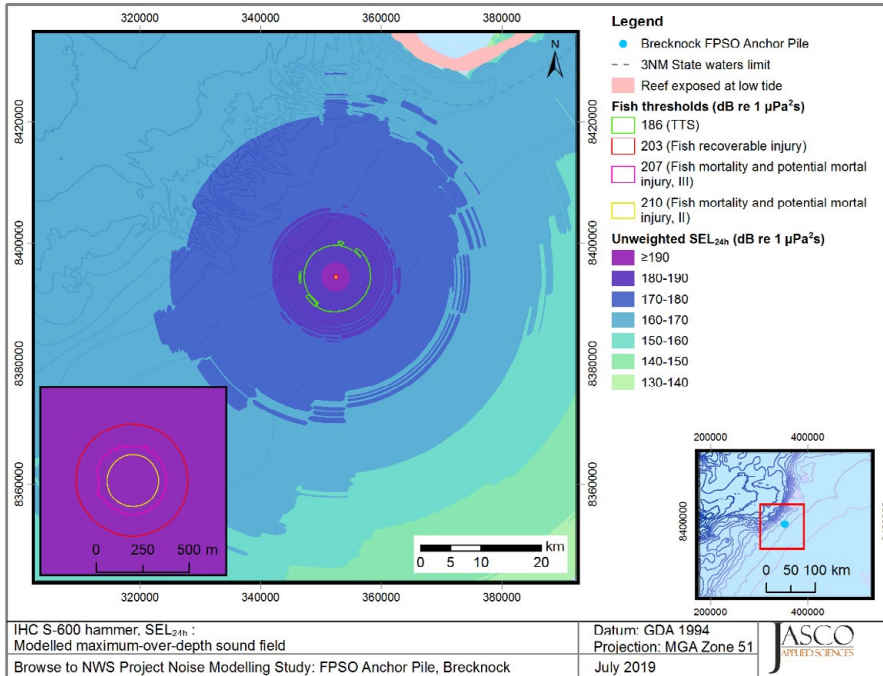 320000 340000 360000 380000
N
8420000
8400000
8380000
8360000
8420000
8400000
8380000
8360000
0 250 500 m
km
0 5 10 20
320000 340000 360000 380000
Legend
Brecknock FPSO Anchor Pile
3NM State waters limit
Reef exposed at low tide
Fish thresholds (dB re 1 µPa²s)
186 (TTS)
203 (Fish recoverable injury)
207 (Fish mortality and potential mortal
injury, III)
210 (Fish mortality and potential mortal
injury, II)
Unweighted SEL24h (dB re 1 µPa²s)
≥190
180-190
170-180
160-170
150-160
140-150
130-140
200000 400000
8400000
0 50 100 km
200000 400000
IHC S-600 hammer, SEL24h :
Modelled maximum-over-depth sound field
Browse to NWS Project Noise Modelling Study: FPSO Anchor Pile, Brecknock
Datum: GDA 1994
Projection: MGA Zone 51
July 2019
JASCO
APPLIED SCIENCES